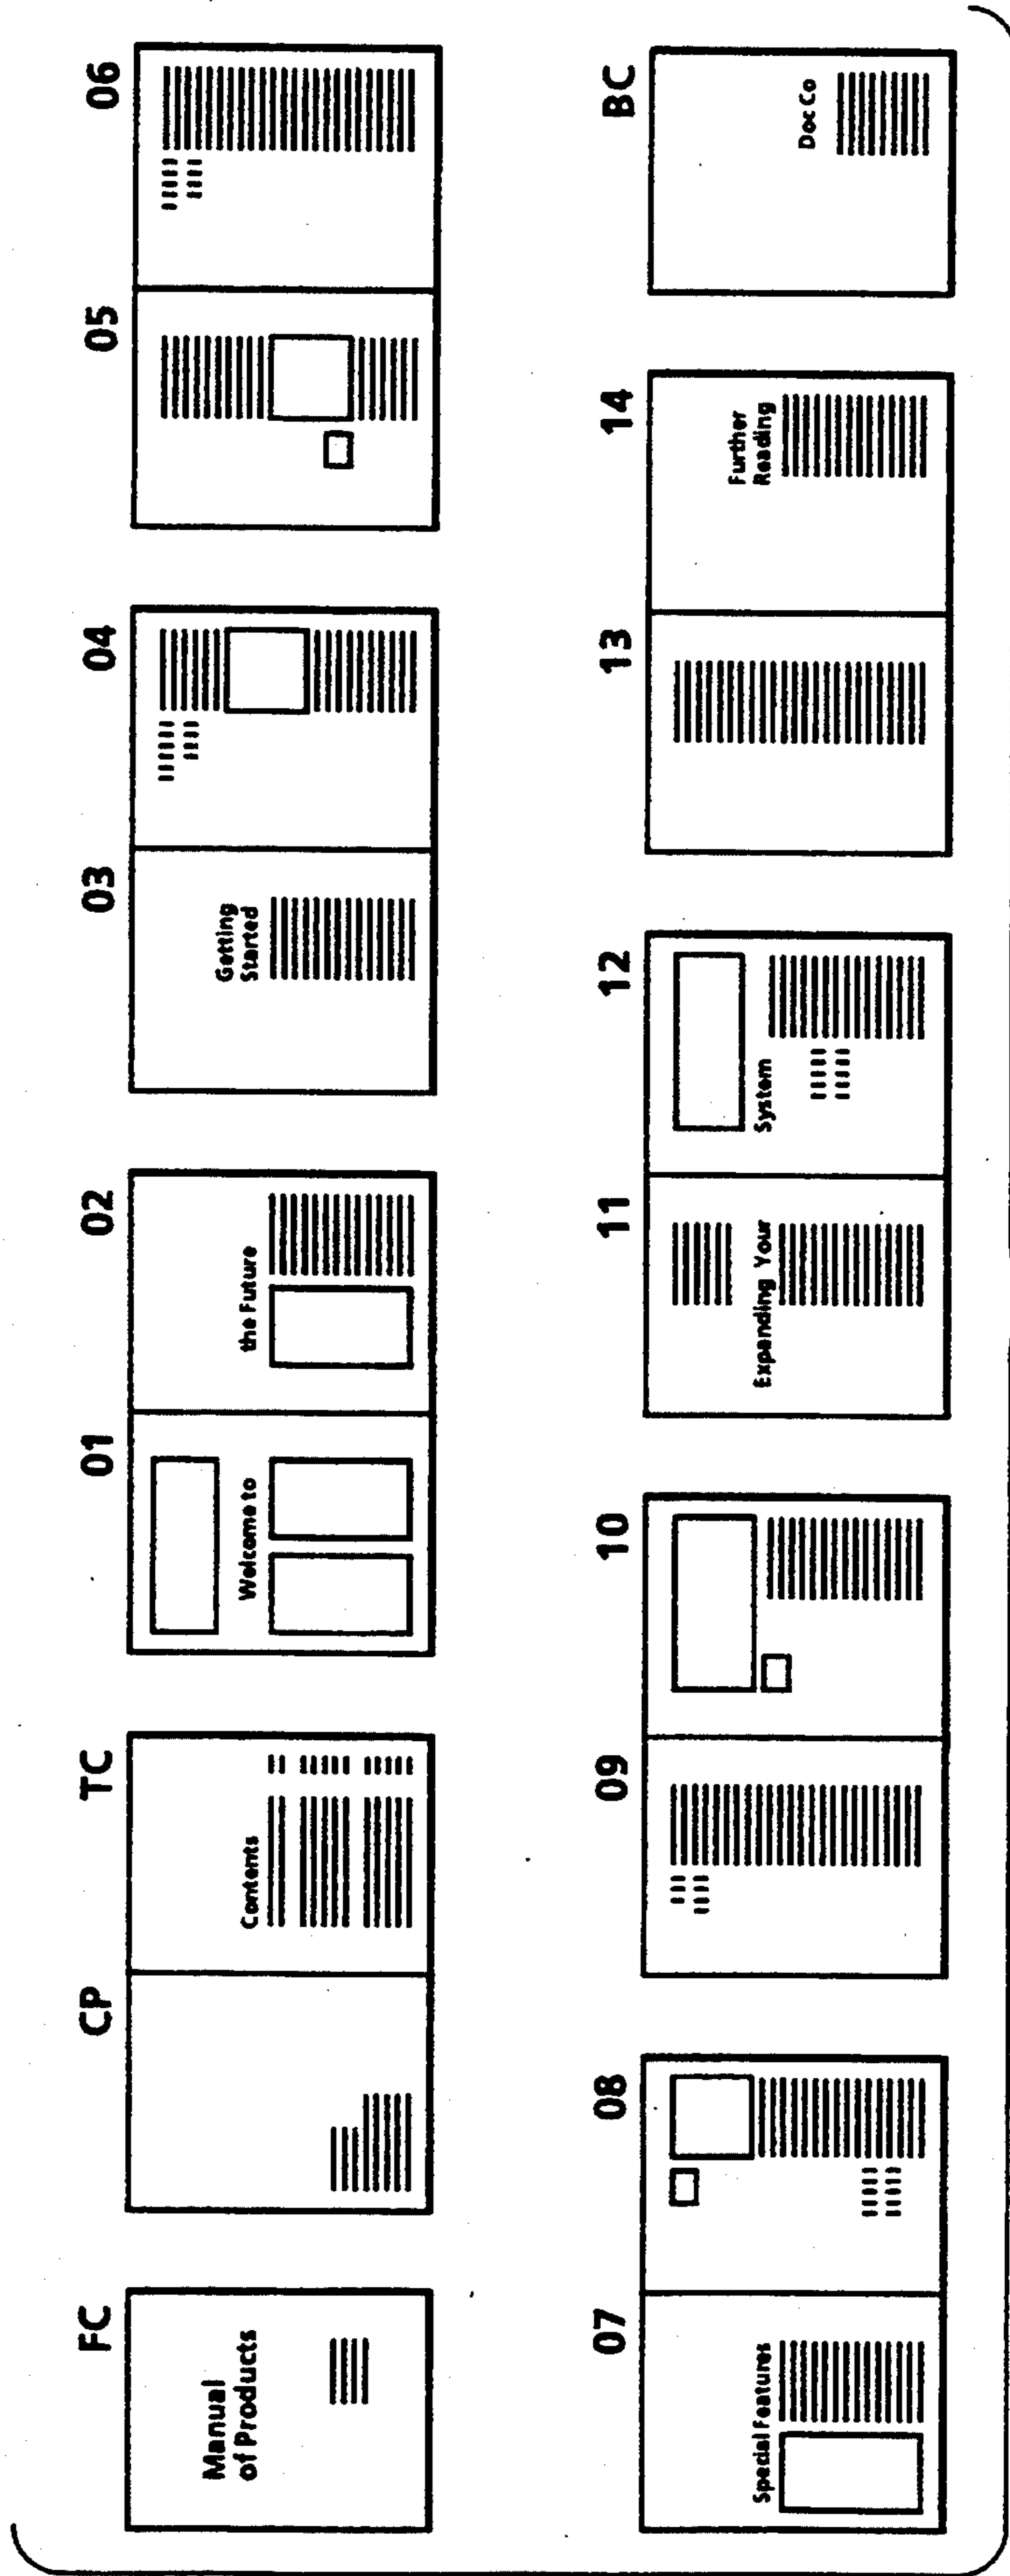 FC
Manual
of Products
CP
TC
Contents
01
Welcome to
02
the Future
03
Getting
Started
04
05
06
07
Special Features
08
09
10
11
Expanding Your
12
System
13
14
Further
Reading
BC
Doc Co